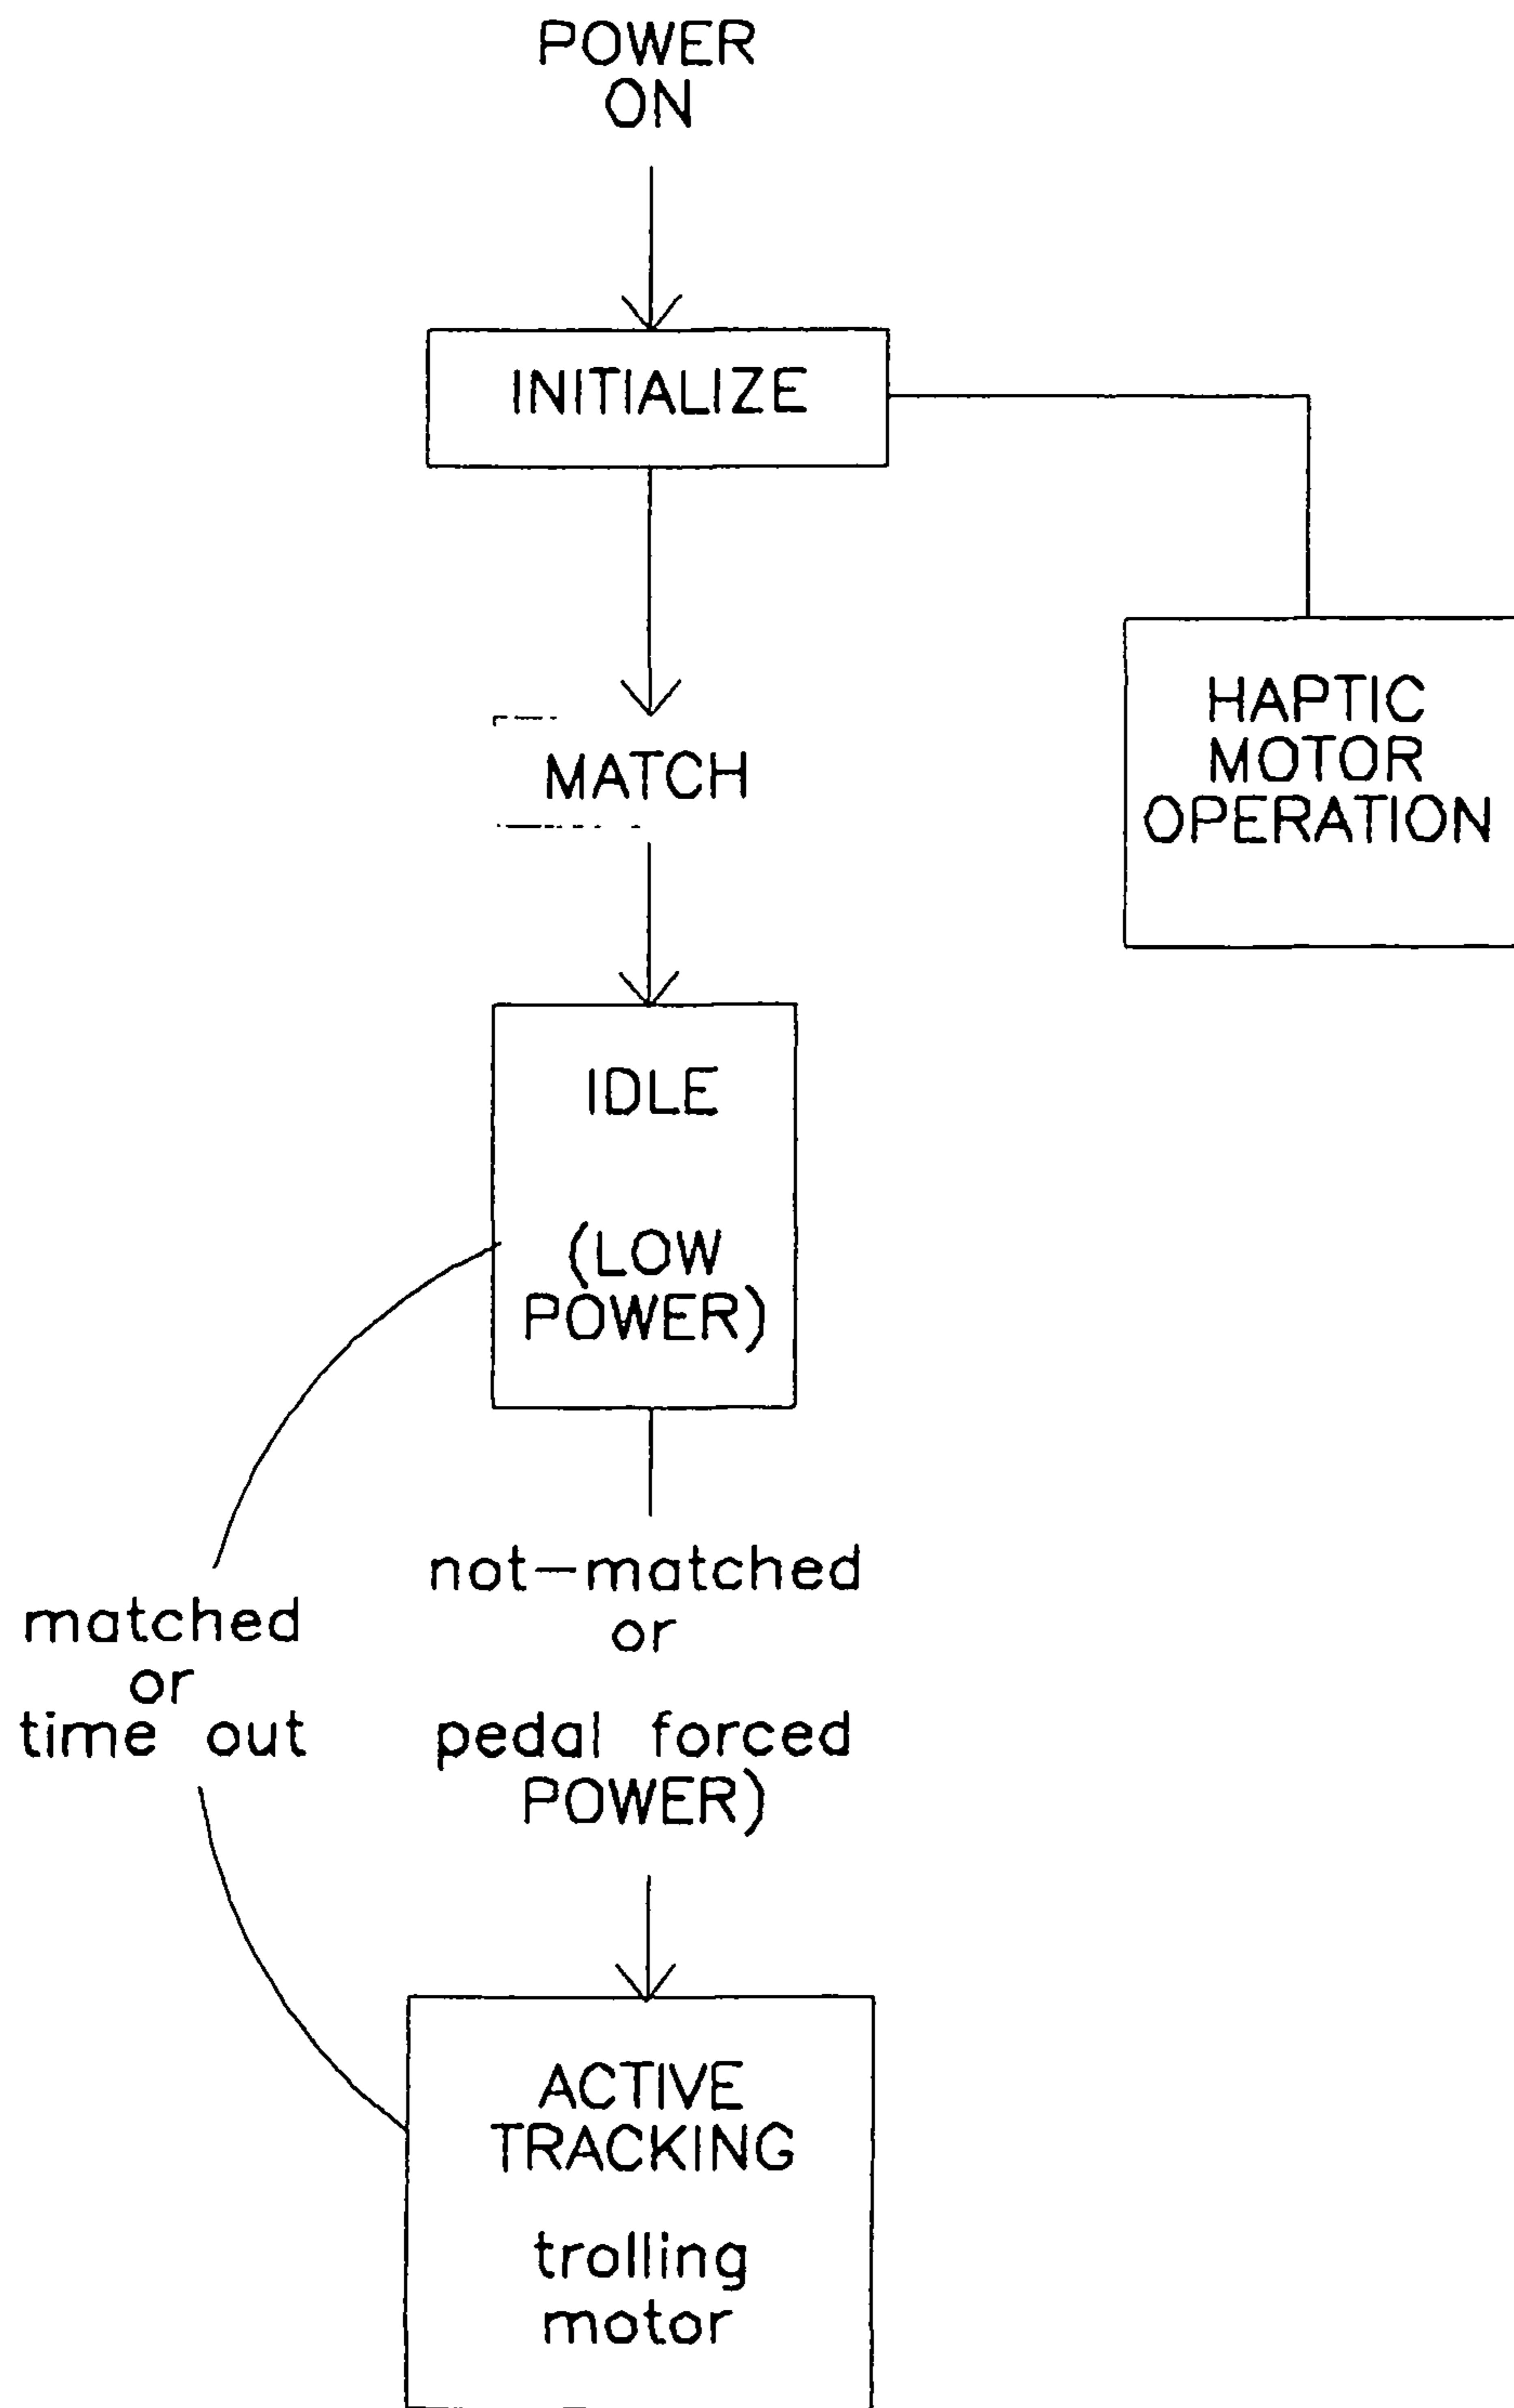 POWER
ON
INITIALIZE
HAPTIC
MOTOR
OPERATION
MATCH
IDLE
(LOW
POWER)
not-matched
or
pedal forced
POWER)
matched
or
time out
ACTIVE
TRACKING
trolling
motor